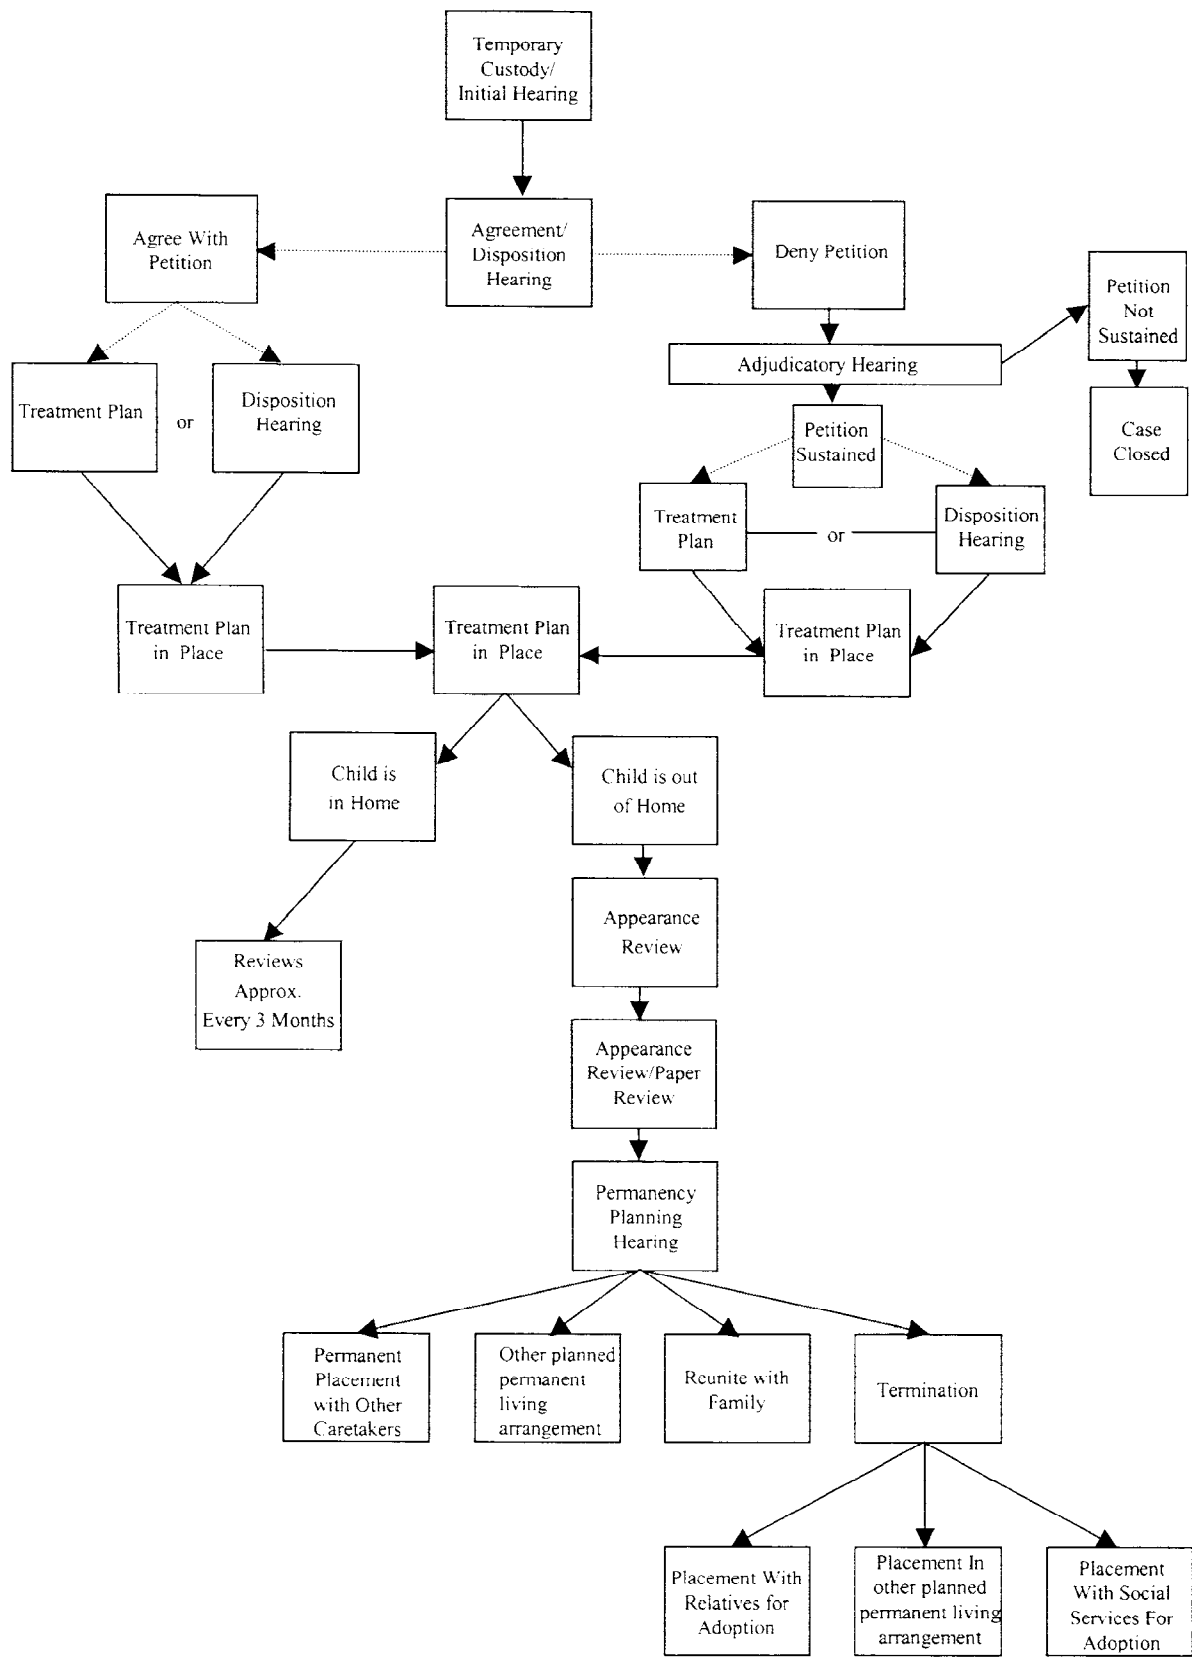 Temporary
Custody/
Initial Hearing
Agree With
Petition
Agreement/
Disposition
Hearing
Deny Petition
Petition
Not
Sustained
Adjudicatory Hearing
Treatment Plan
or
Disposition
Hearing
Petition
Sustained
Case
Closed
Treatment
Plan
or
Disposition
Hearing
Treatment Plan
in Place
Treatment Plan
in Place
Treatment Plan
in Place
Child is
in Home
Child is out
of Home
Appearance
Review
Reviews
Approx.
Every 3 Months
Appearance
Review/Paper
Review
Permanency
Planning
Hearing
Permanent
Placement
with Other
Caretakers
Other planned
permanent
living
arrangement
Reunite with
Family
Termination
Placement With
Relatives for
Adoption
Placement In
other planned
permanent living
arrangement
Placement
With Social
Services For
Adoption